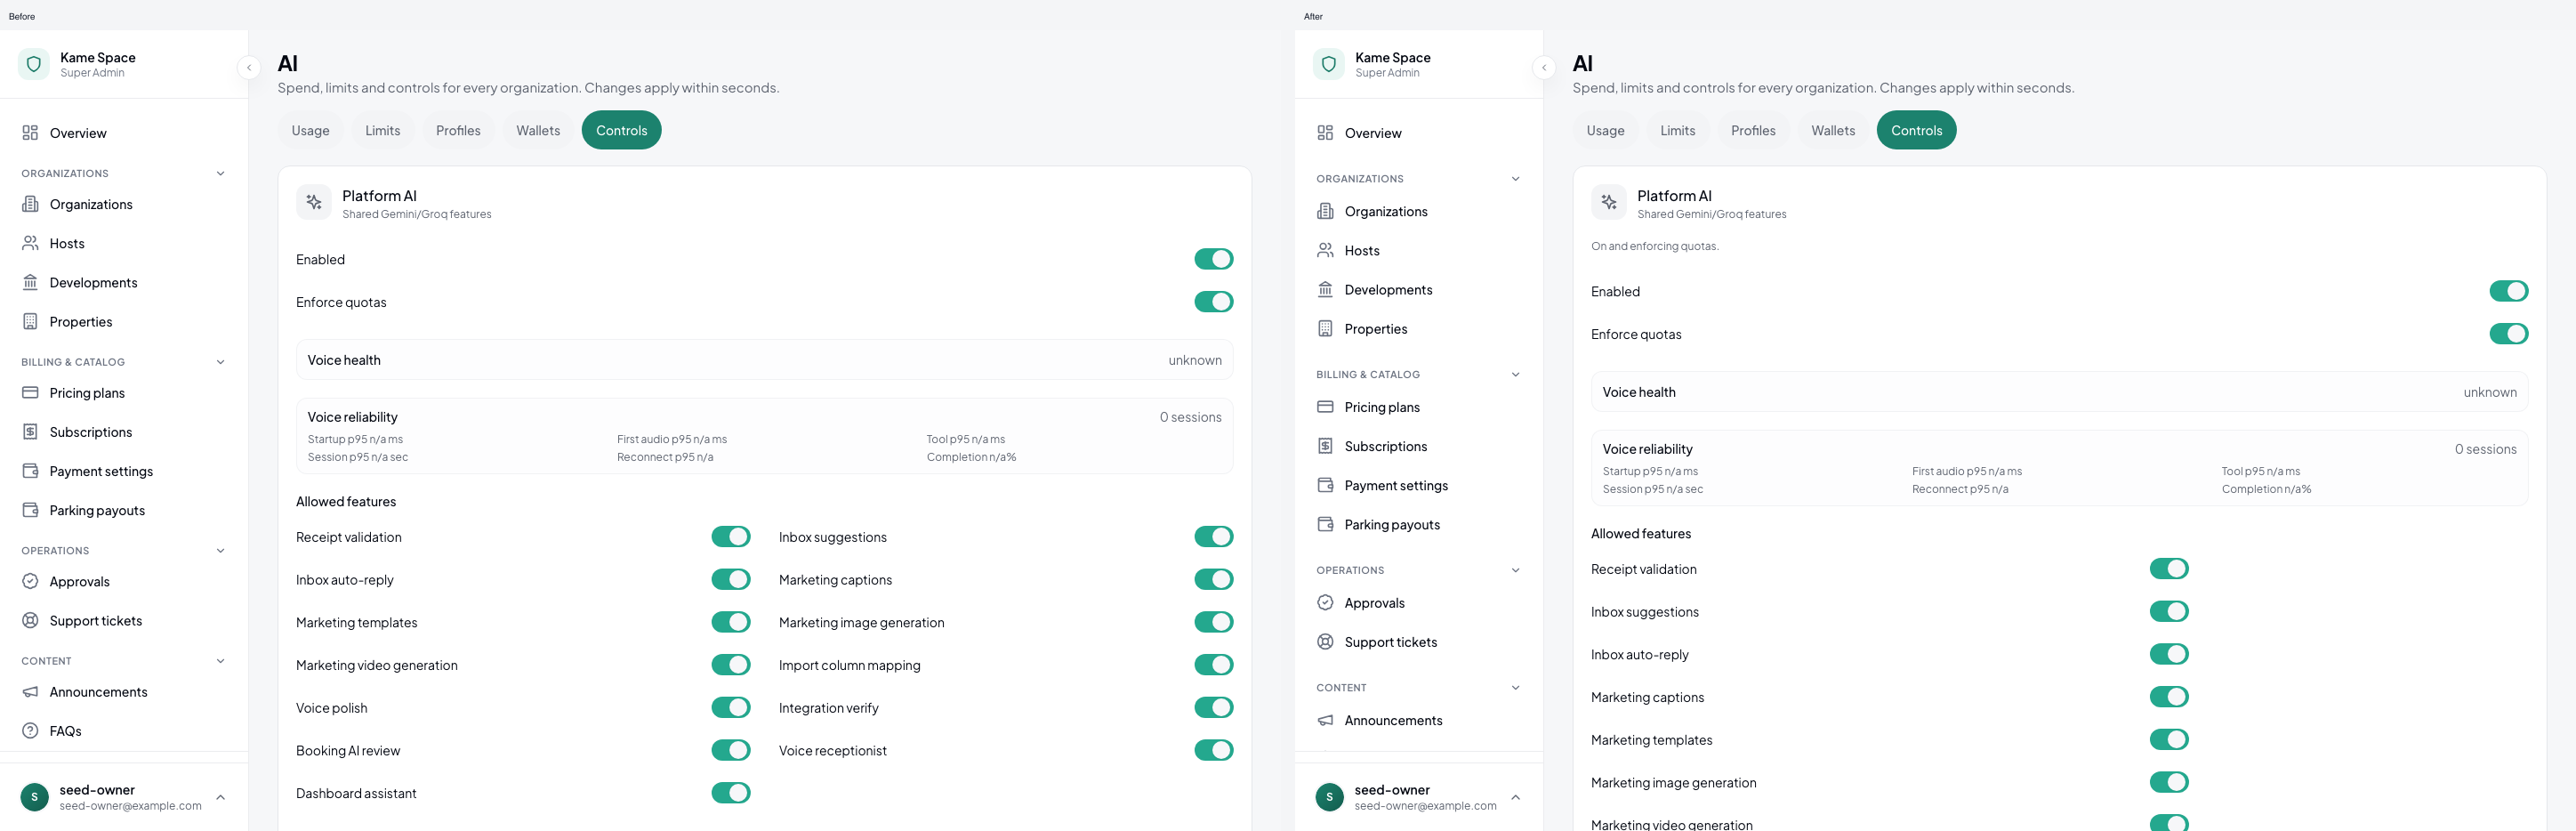 Before
Kame Space
Super Admin
Overview
ORGANIZATIONS
Organizations
Hosts
Developments
Properties
BILLING & CATALOG
Pricing plans
Subscriptions
Payment settings
Parking payouts
OPERATIONS
Approvals
Support tickets
CONTENT
Announcements
FAQs
S
seed-owner
seed-owner@example.com
AI
Spend, limits and controls for every organization. Changes apply within seconds.
Usage Limits Profiles Wallets Controls
Platform AI
Shared Gemini/Groq features
Enabled
Enforce quotas
Voice health unknown
Voice reliability 0 sessions
Startup p95 n/a ms First audio p95 n/a ms Tool p95 n/a ms
Session p95 n/a sec Reconnect p95 n/a Completion n/a%
Allowed features
Receipt validation Inbox suggestions
Inbox auto-reply Marketing captions
Marketing templates Marketing image generation
Marketing video generation Import column mapping
Voice polish Integration verify
Booking AI review Voice receptionist
Dashboard assistant
After
Kame Space
Super Admin
Overview
ORGANIZATIONS
Organizations
Hosts
Developments
Properties
BILLING & CATALOG
Pricing plans
Subscriptions
Payment settings
Parking payouts
OPERATIONS
Approvals
Support tickets
CONTENT
Announcements
S
seed-owner
seed-owner@example.com
AI
Spend, limits and controls for every organization. Changes apply within seconds.
Usage Limits Profiles Wallets Controls
Platform AI
Shared Gemini/Groq features
On and enforcing quotas.
Enabled
Enforce quotas
Voice health unknown
Voice reliability 0 sessions
Startup p95 n/a ms First audio p95 n/a ms Tool p95 n/a ms
Session p95 n/a sec Reconnect p95 n/a Completion n/a%
Allowed features
Receipt validation
Inbox suggestions
Inbox auto-reply
Marketing captions
Marketing templates
Marketing image generation
Marketing video generation